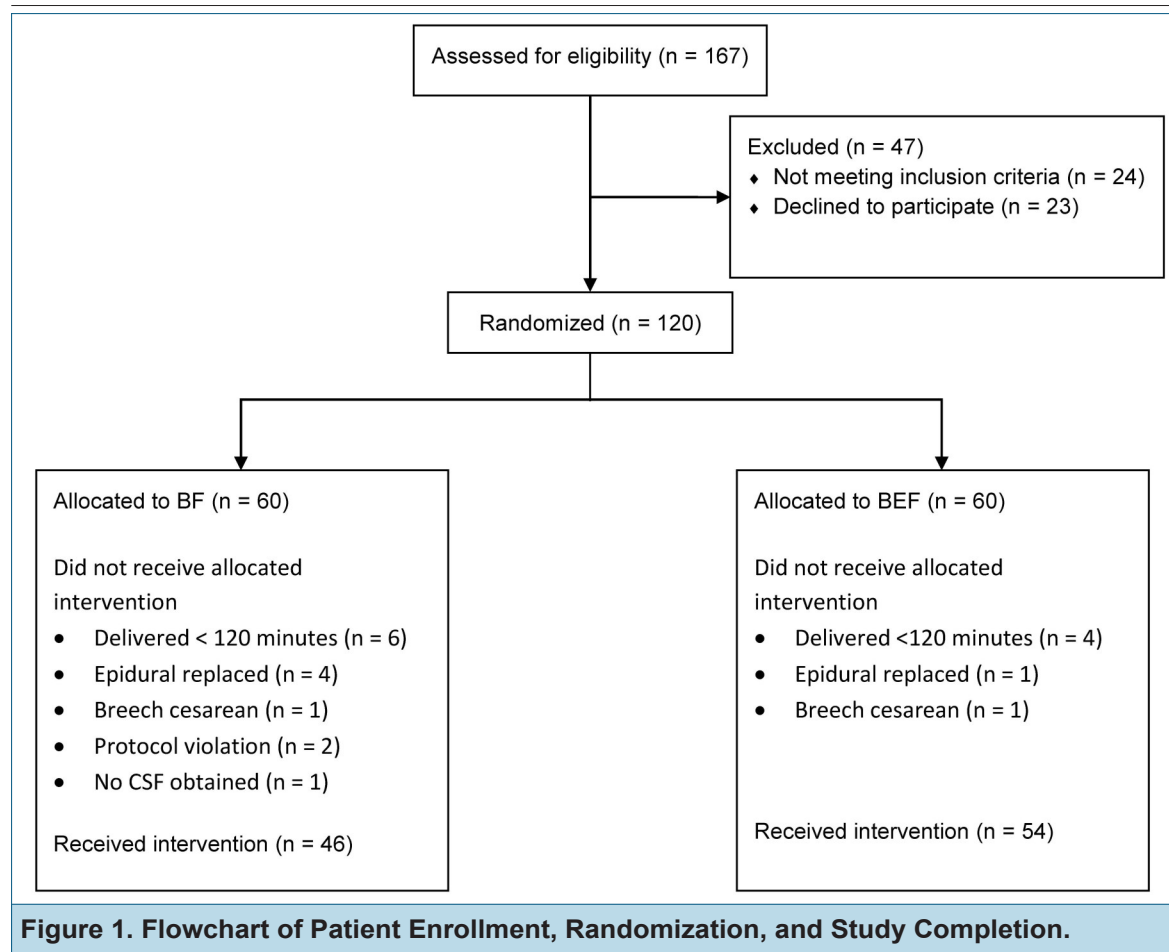 Assessed for eligibility (n = 167)
Excluded (n = 47)
♦ Not meeting inclusion criteria (n = 24)
♦ Declined to participate (n = 23)
Randomized (n = 120)
Allocated to BF (n = 60)
Did not receive allocated
intervention
• Delivered < 120 minutes (n = 6)
• Epidural replaced (n = 4)
• Breech cesarean (n = 1)
• Protocol violation (n = 2)
• No CSF obtained (n = 1)
Received intervention (n = 46)
Allocated to BEF (n = 60)
Did not receive allocated
intervention
• Delivered <120 minutes (n = 4)
• Epidural replaced (n = 1)
• Breech cesarean (n = 1)
Received intervention (n = 54)
Figure 1. Flowchart of Patient Enrollment, Randomization, and Study Completion.